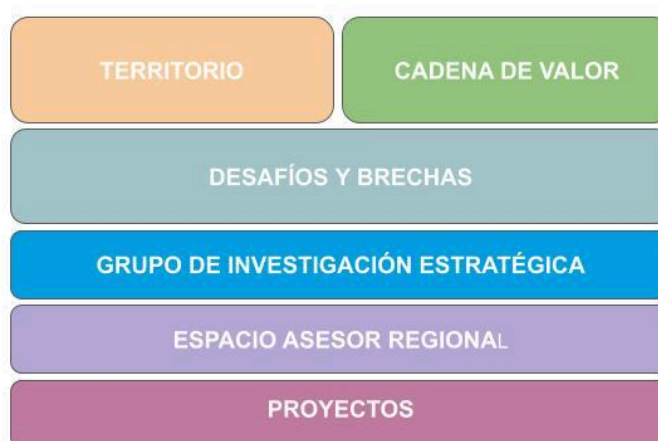 TERRITORIO
CADENA DE VALOR
DESAFÍOS Y BRECHAS
GRUPO DE INVESTIGACIÓN ESTRATÉGICA
ESPACIO ASESOR REGIONAL
PROYECTOS